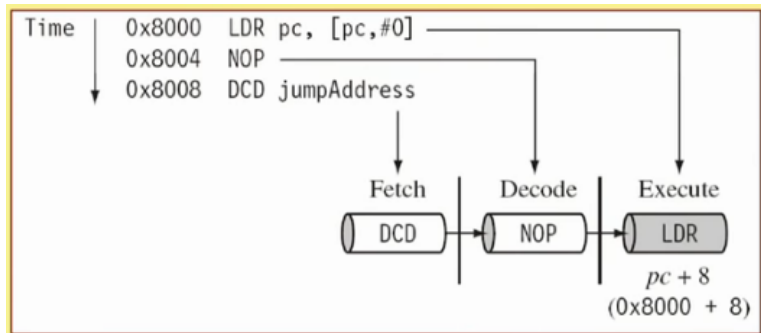 Time 0x8000 LDR pc, [pc,#0]
0x8004 NOP
0x8008 DCD jumpAddress
Fetch Decode Execute
DCD NOP LDR
pc + 8
(0x8000 + 8)